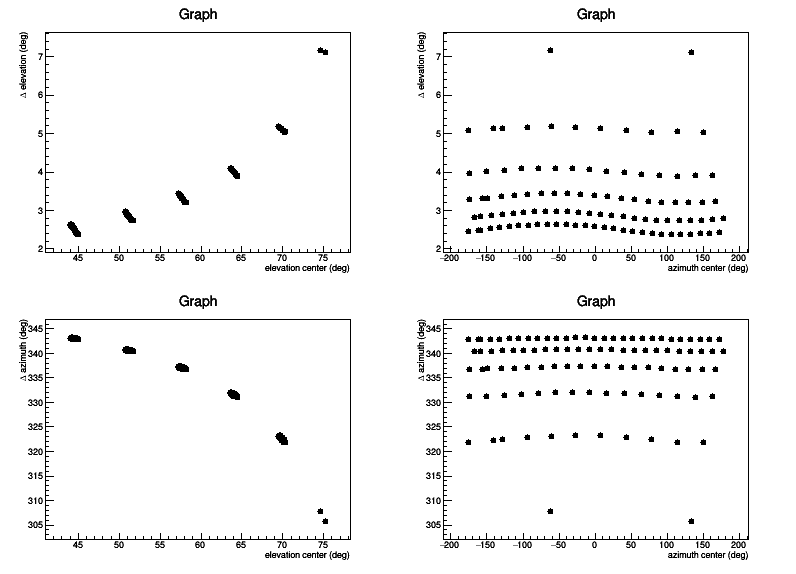 Graph
Δ elevation (deg)
7
6
5
4
3
2
45 50 55 60 65 70 75
elevation center (deg)
Graph
Δ elevation (deg)
7
6
5
4
3
2
−200 −150 −100 −50 0 50 100 150 200
azimuth center (deg)
Graph
Δ azimuth (deg)
345
340
335
330
325
320
315
310
305
45 50 55 60 65 70 75
elevation center (deg)
Graph
Δ azimuth (deg)
345
340
335
330
325
320
315
310
305
−200 −150 −100 −50 0 50 100 150 200
azimuth center (deg)